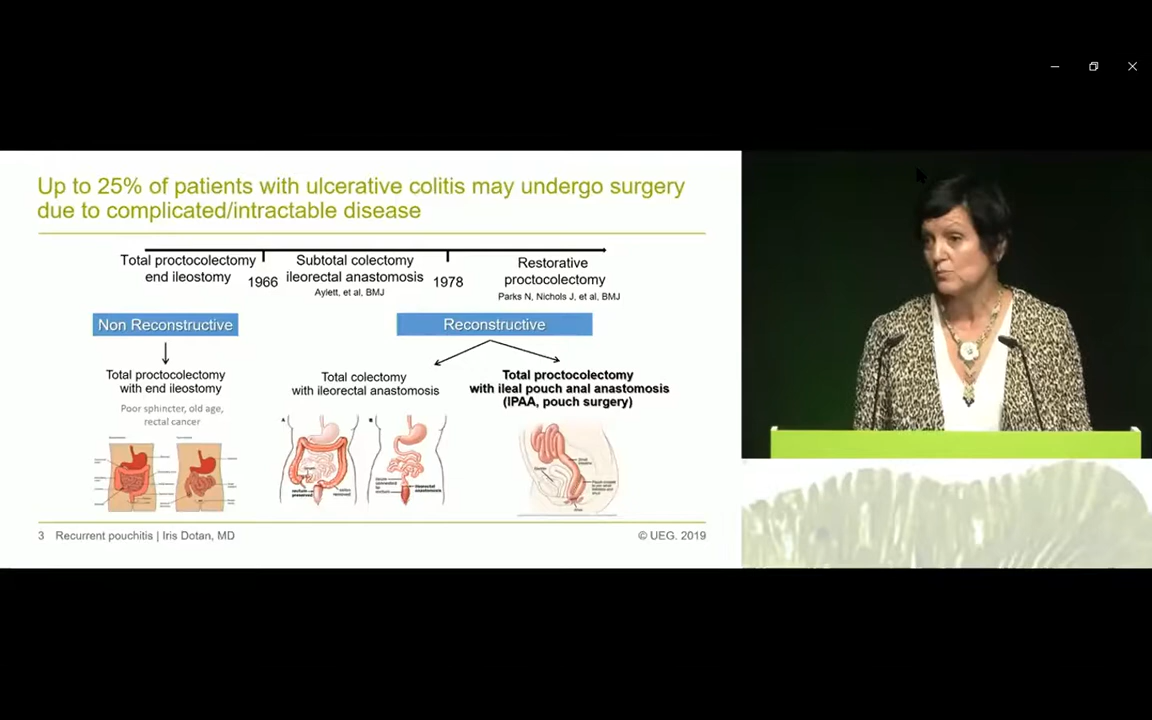 Up to 25% of patients with ulcerative colitis may undergo surgery
due to complicated/intractable disease
Total proctocolectomy
end ileostomy
1966
Subtotal colectomy
ileorectal anastomosis
Aylett, et al, BMJ
1978
Restorative
proctocolectomy
Parks N, Nichols J, et al, BMJ
Non Reconstructive
Reconstructive
Total proctocolectomy
with end ileostomy
Poor sphincter, old age,
rectal cancer
Total colectomy
with ileorectal anastomosis
Total proctocolectomy
with ileal pouch anal anastomosis
(IPAA, pouch surgery)
3 Recurrent pouchitis | Iris Dotan, MD
© UEG. 2019